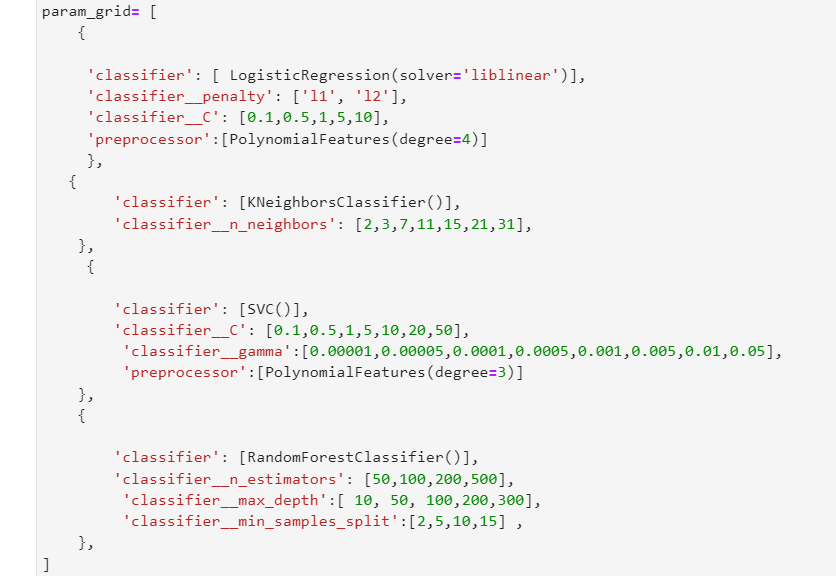 param_grid= [
{
'classifier': [ LogisticRegression(solver='liblinear')],
'classifier__penalty': ['l1', 'l2'],
'classifier__C': [0.1,0.5,1,5,10],
'preprocessor':[PolynomialFeatures(degree=4)]
},
{
'classifier': [KNeighborsClassifier()],
'classifier__n_neighbors': [2,3,7,11,15,21,31],
},
{
'classifier': [SVC()],
'classifier__C': [0.1,0.5,1,5,10,20,50],
'classifier__gamma':[0.00001,0.00005,0.0001,0.0005,0.001,0.005,0.01,0.05],
'preprocessor':[PolynomialFeatures(degree=3)]
},
{
'classifier': [RandomForestClassifier()],
'classifier__n_estimators': [50,100,200,500],
'classifier__max_depth':[ 10, 50, 100,200,300],
'classifier__min_samples_split':[2,5,10,15] ,
},
]